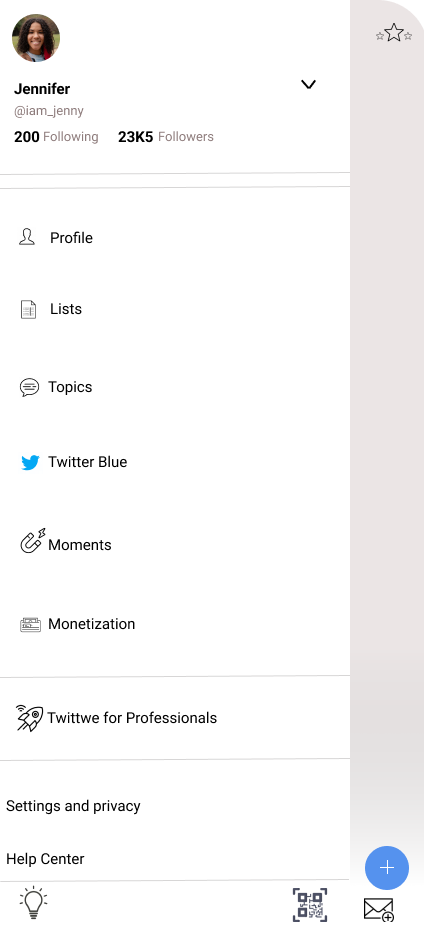 Jennifer
@iam_jenny
200 Following 23K5 Followers
Profile
Lists
Topics
Twitter Blue
Moments
Monetization
Twittwe for Professionals
Settings and privacy
Help Center